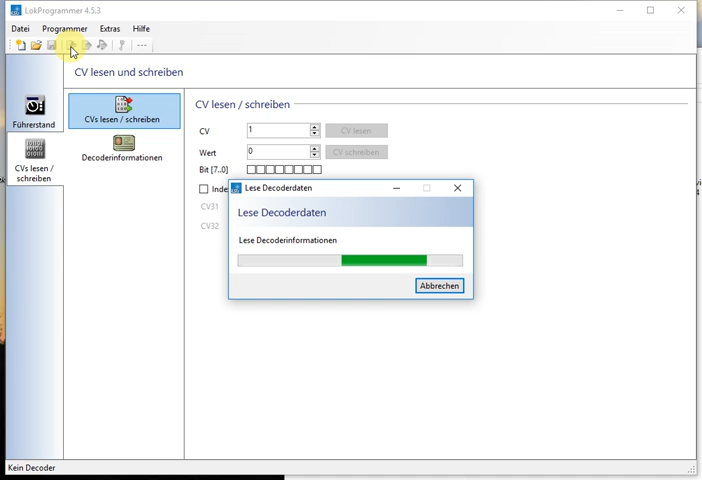 LokProgrammer 4.5.3
Datei Programmer Extras Hilfe
CV lesen und schreiben
Führerstand
CVs lesen /
schreiben
CVs lesen / schreiben
Decoderinformationen
CV lesen / schreiben
CV 1 CV lesen
Wert 0 CV schreiben
Bit [7..0]
CV31
CV32
Lese Decoderdaten
Lese Decoderdaten
Lese Decoderinformationen
Abbrechen
Kein Decoder